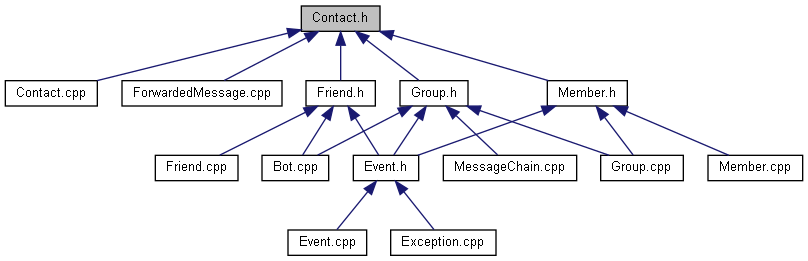 Contact.h
Contact.cpp
ForwardedMessage.cpp
Friend.h
Group.h
Member.h
Friend.cpp
Bot.cpp
Event.h
MessageChain.cpp
Group.cpp
Member.cpp
Event.cpp
Exception.cpp